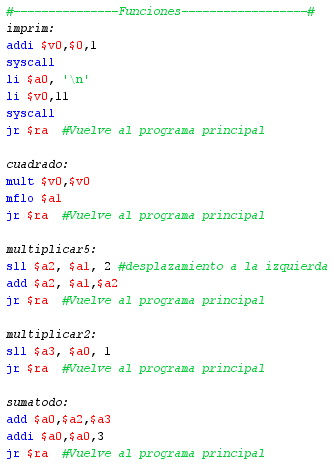 #---------------Funciones------------------#
imprim:
addi $v0,$0,1
syscall
li $a0, '\n'
li $v0,11
syscall
jr $ra #Vuelve al programa principal
cuadrado:
mult $v0,$v0
mflo $a1
jr $ra #Vuelve al programa principal
multiplicar5:
sll $a2, $a1, 2 #desplazamiento a la izquierda
add $a2, $a1,$a2
jr $ra #Vuelve al programa principal
multiplicar2:
sll $a3, $a0, 1
jr $ra #Vuelve al programa principal
sumatodo:
add $a0,$a2,$a3
addi $a0,$a0,3
jr $ra #Vuelve al programa principal